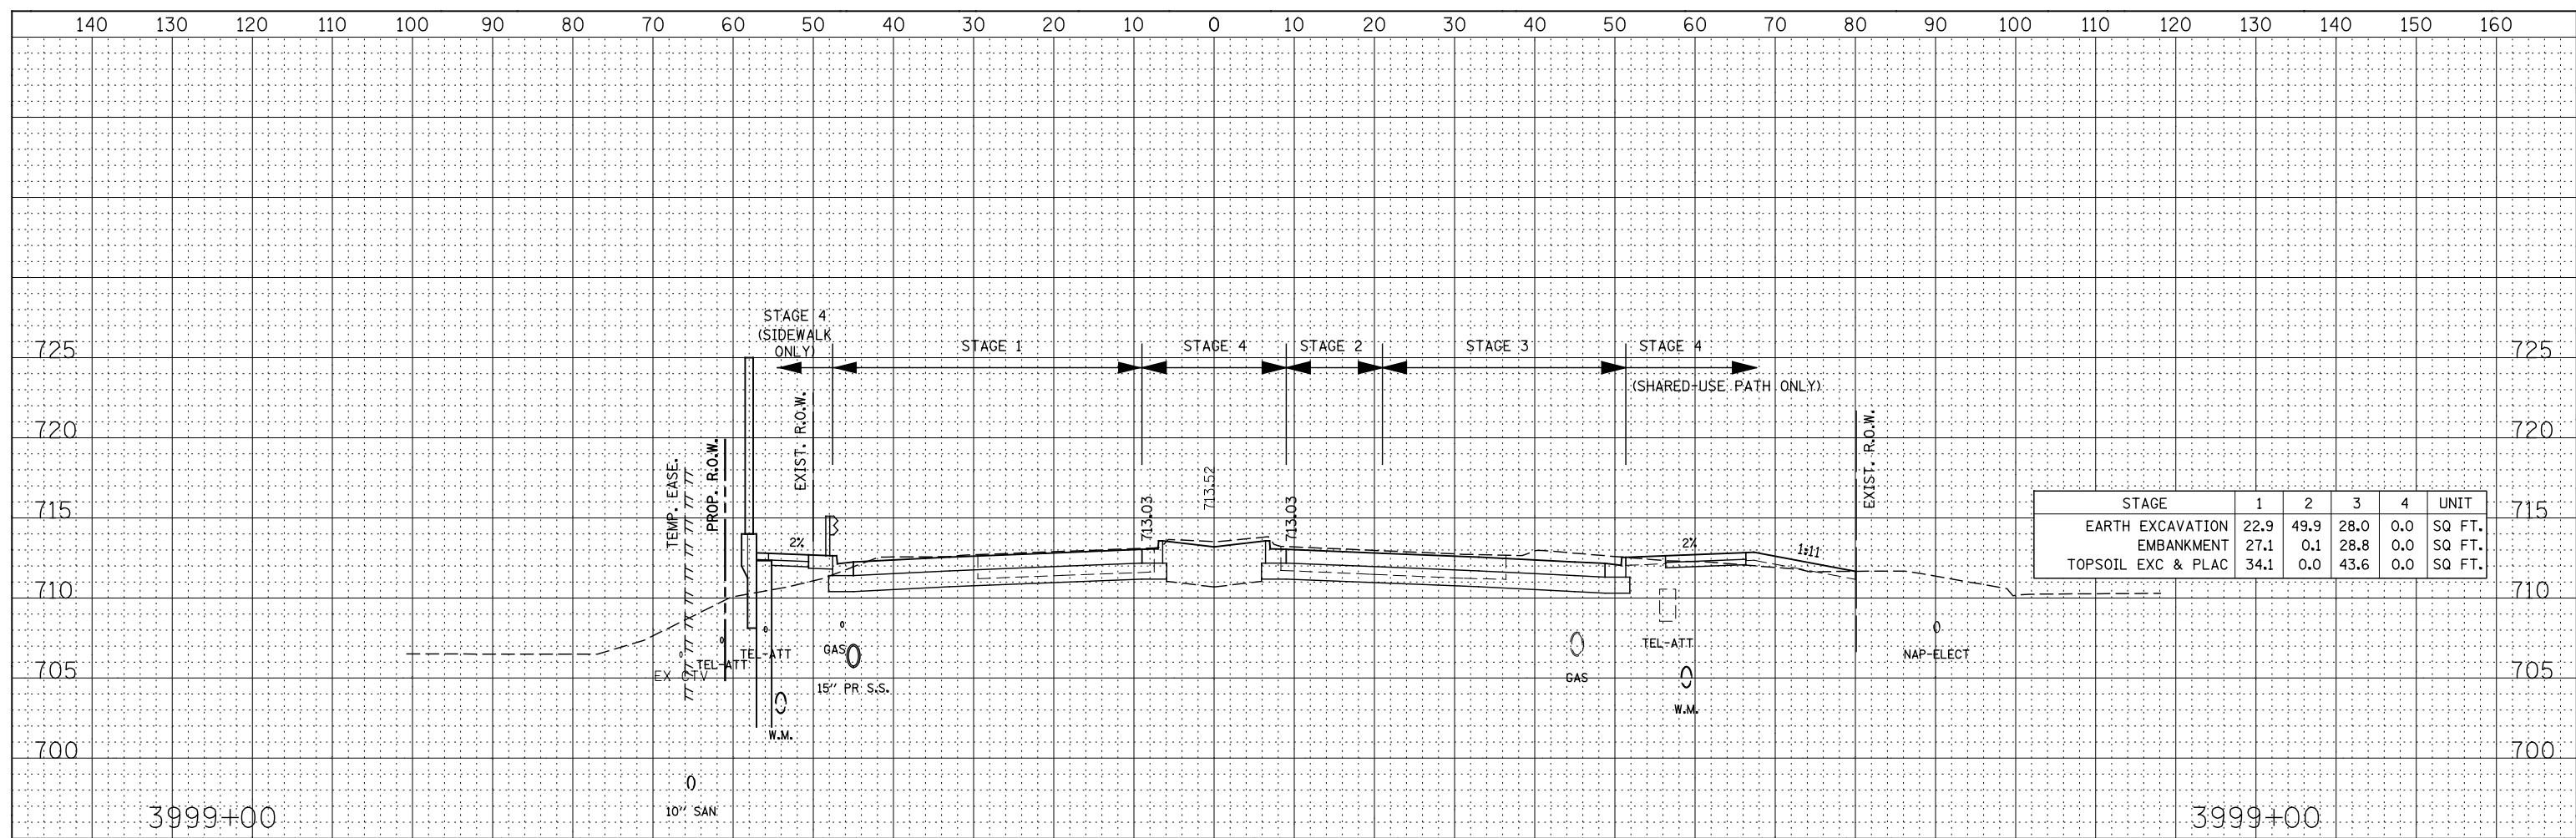 140 130 120 110 100 90 80 70 60 50 40 30 20 10 0 10 20 30 40 50 60 70 80 90 100 110 120 130 140 150 160
STAGE 4
(SIDEWALK
ONLY)
STAGE 1
STAGE 4
STAGE 2
STAGE 3
STAGE 4
(SHARED-USE PATH ONLY)
725
725
720
720
715
715
710
710
705
705
700
700
TEMP. EASE.
PROP. R.O.W.
EXIST. R.O.W.
713.03
713.52
713.03
EXIST. R.O.W.
2%
2%
1:11
STAGE 1 2 3 4 UNIT
EARTH EXCAVATION 22.9 49.9 28.0 0.0 SQ FT.
EMBANKMENT 27.1 0.1 28.8 0.0 SQ FT.
TOPSOIL EXC & PLAC 34.1 0.0 43.6 0.0 SQ FT.
EX CTV
TEL-ATT
TEL-ATT
GAS
15" PR S.S.
W.M.
10" SAN
GAS
TEL-ATT
W.M.
NAP-ELECT
3999+00
3999+00